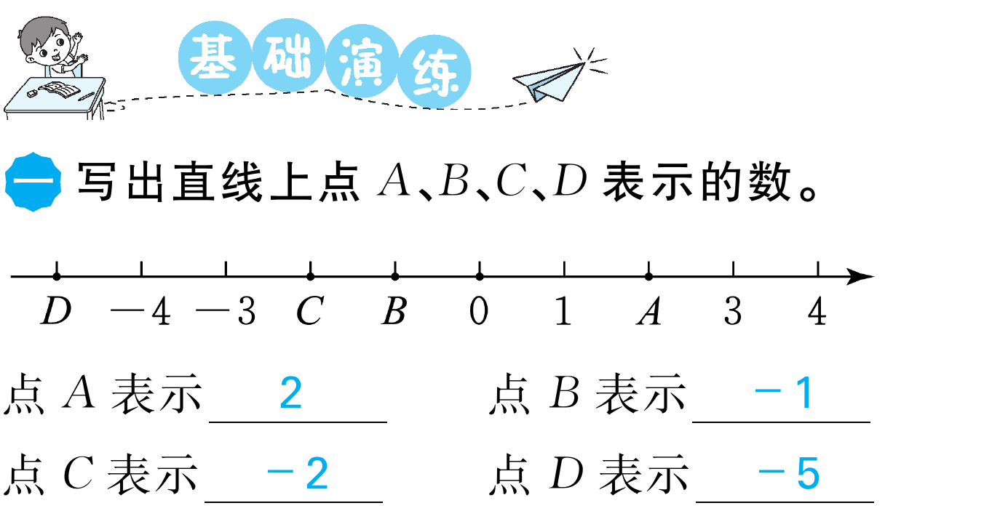 基础演练
一 写出直线上点 A、B、C、D 表示的数。
D －4 －3 C B 0 1 A 3 4
点 A 表示 2 点 B 表示 －1
点 C 表示 －2 点 D 表示 －5